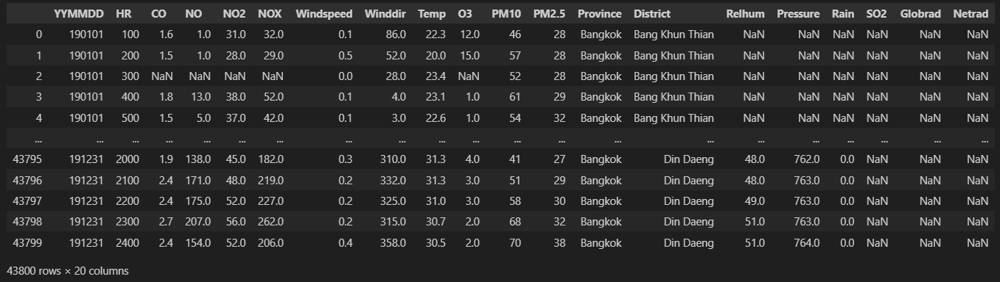 YYMMDD HR CO NO NO2 NOX Windspeed Winddir Temp O3 PM10 PM2.5 Province District Relhum Pressure Rain SO2 Globrad Netrad
0 190101 100 1.6 1.0 31.0 32.0 0.1 86.0 22.3 12.0 46 28 Bangkok Bang Khun Thian NaN NaN NaN NaN NaN NaN
1 190101 200 1.5 1.0 28.0 29.0 0.5 52.0 20.0 15.0 57 28 Bangkok Bang Khun Thian NaN NaN NaN NaN NaN NaN
2 190101 300 NaN NaN NaN NaN 0.0 28.0 23.4 NaN 52 28 Bangkok Bang Khun Thian NaN NaN NaN NaN NaN NaN
3 190101 400 1.8 13.0 38.0 52.0 0.1 4.0 23.1 1.0 61 29 Bangkok Bang Khun Thian NaN NaN NaN NaN NaN NaN
4 190101 500 1.5 5.0 37.0 42.0 0.1 3.0 22.6 1.0 54 32 Bangkok Bang Khun Thian NaN NaN NaN NaN NaN NaN
... ... ... ... ... ... ... ... ... ... ... ... ... ... ... ... ... ... ... ... ...
43795 191231 2000 1.9 138.0 45.0 182.0 0.3 310.0 31.3 4.0 41 27 Bangkok Din Daeng 48.0 762.0 0.0 NaN NaN NaN
43796 191231 2100 2.4 171.0 48.0 219.0 0.2 332.0 31.3 3.0 51 29 Bangkok Din Daeng 48.0 763.0 0.0 NaN NaN NaN
43797 191231 2200 2.4 175.0 52.0 227.0 0.2 325.0 31.0 3.0 58 30 Bangkok Din Daeng 49.0 763.0 0.0 NaN NaN NaN
43798 191231 2300 2.7 207.0 56.0 262.0 0.2 315.0 30.7 2.0 68 32 Bangkok Din Daeng 51.0 763.0 0.0 NaN NaN NaN
43799 191231 2400 2.4 154.0 52.0 206.0 0.4 358.0 30.5 2.0 70 38 Bangkok Din Daeng 51.0 764.0 0.0 NaN NaN NaN
43800 rows × 20 columns